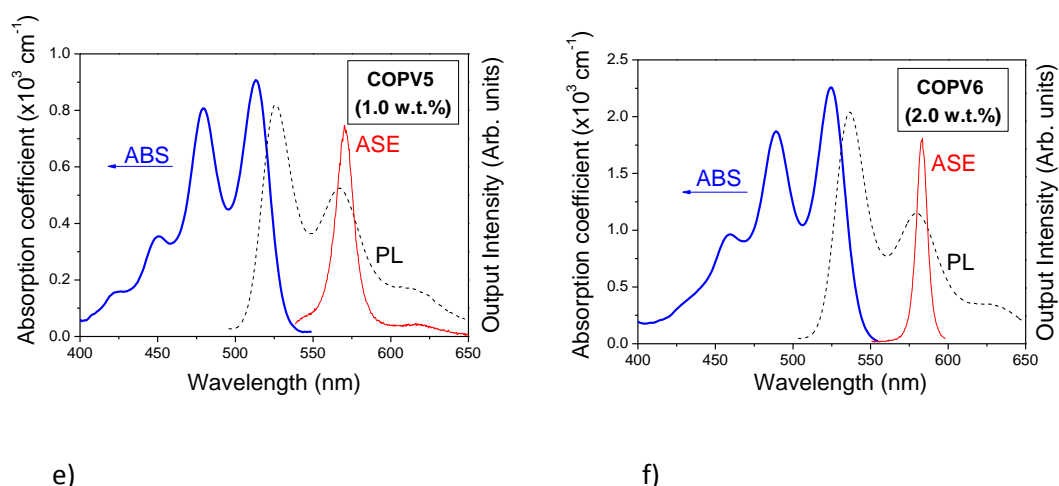 COPV5
(1.0 w.t.%)
ABS
ASE
PL
Absorption coefficient (x10³ cm⁻¹)
1.0
0.8
0.6
0.4
0.2
0.0
400 450 500 550 600 650
Wavelength (nm)
Output Intensity (Arb. units)
COPV6
(2.0 w.t.%)
ABS
ASE
PL
Absorption coefficient (x10³ cm⁻¹)
2.5
2.0
1.5
1.0
0.5
0.0
400 450 500 550 600 650
Wavelength (nm)
Output Intensity (Arb. units)
e)
f)